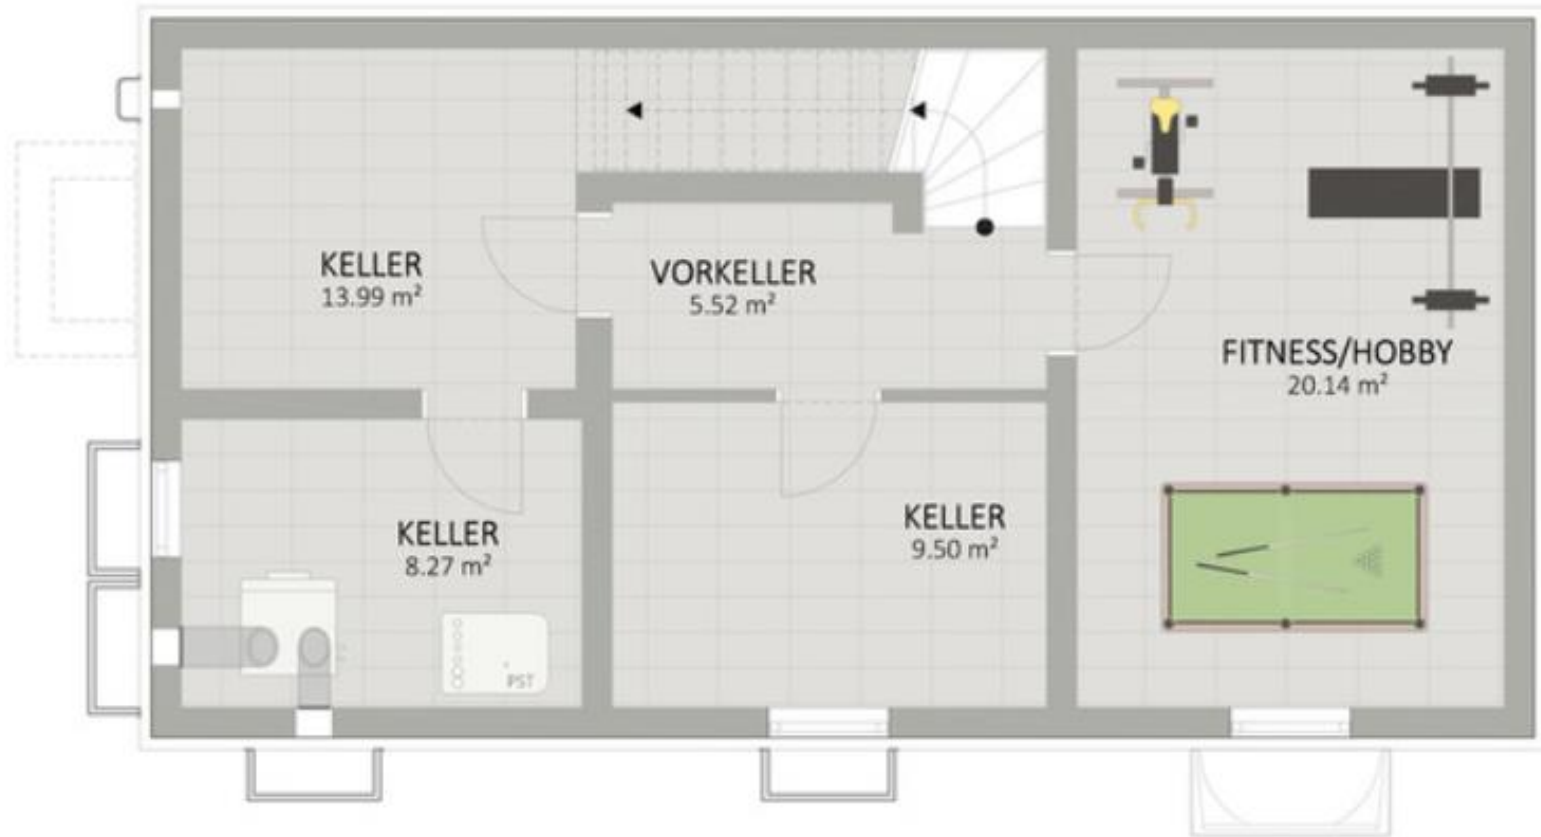 KELLER
13.99 m²
VORKELLER
5.52 m²
FITNESS/HOBBY
20.14 m²
KELLER
8.27 m²
KELLER
9.50 m²
PST